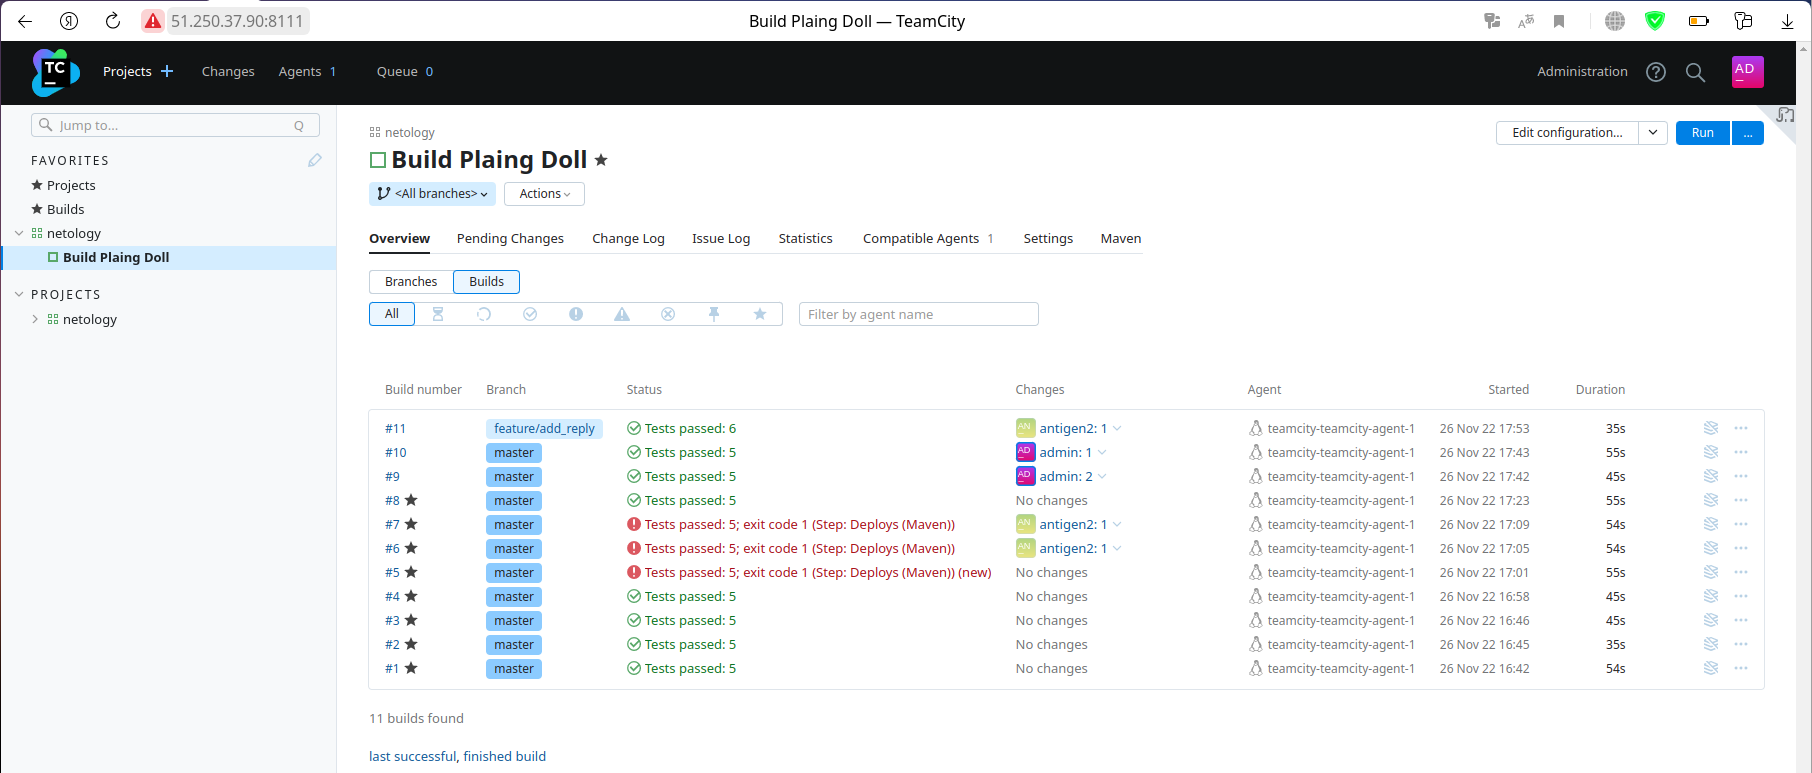 51.250.37.90:8111
Build Plaing Doll — TeamCity
TC
Projects + Changes Agents 1 Queue 0 Administration ? AD
Jump to... Q
FAVORITES
Projects
Builds
netology
Build Plaing Doll
PROJECTS
netology
netology
Build Plaing Doll
Edit configuration... Run ...
<All branches> Actions
Overview Pending Changes Change Log Issue Log Statistics Compatible Agents 1 Settings Maven
Branches Builds
All Filter by agent name
Build number Branch Status Changes Agent Started Duration
#11 feature/add_reply Tests passed: 6 AN antigen2: 1 teamcity-teamcity-agent-1 26 Nov 22 17:53 35s
#10 master Tests passed: 5 AD admin: 1 teamcity-teamcity-agent-1 26 Nov 22 17:43 55s
#9 master Tests passed: 5 AD admin: 2 teamcity-teamcity-agent-1 26 Nov 22 17:42 45s
#8 master Tests passed: 5 No changes teamcity-teamcity-agent-1 26 Nov 22 17:23 55s
#7 master Tests passed: 5; exit code 1 (Step: Deploys (Maven)) AN antigen2: 1 teamcity-teamcity-agent-1 26 Nov 22 17:09 54s
#6 master Tests passed: 5; exit code 1 (Step: Deploys (Maven)) AN antigen2: 1 teamcity-teamcity-agent-1 26 Nov 22 17:05 54s
#5 master Tests passed: 5; exit code 1 (Step: Deploys (Maven)) (new) No changes teamcity-teamcity-agent-1 26 Nov 22 17:01 55s
#4 master Tests passed: 5 No changes teamcity-teamcity-agent-1 26 Nov 22 16:58 45s
#3 master Tests passed: 5 No changes teamcity-teamcity-agent-1 26 Nov 22 16:46 45s
#2 master Tests passed: 5 No changes teamcity-teamcity-agent-1 26 Nov 22 16:45 35s
#1 master Tests passed: 5 No changes teamcity-teamcity-agent-1 26 Nov 22 16:42 54s
11 builds found
last successful, finished build